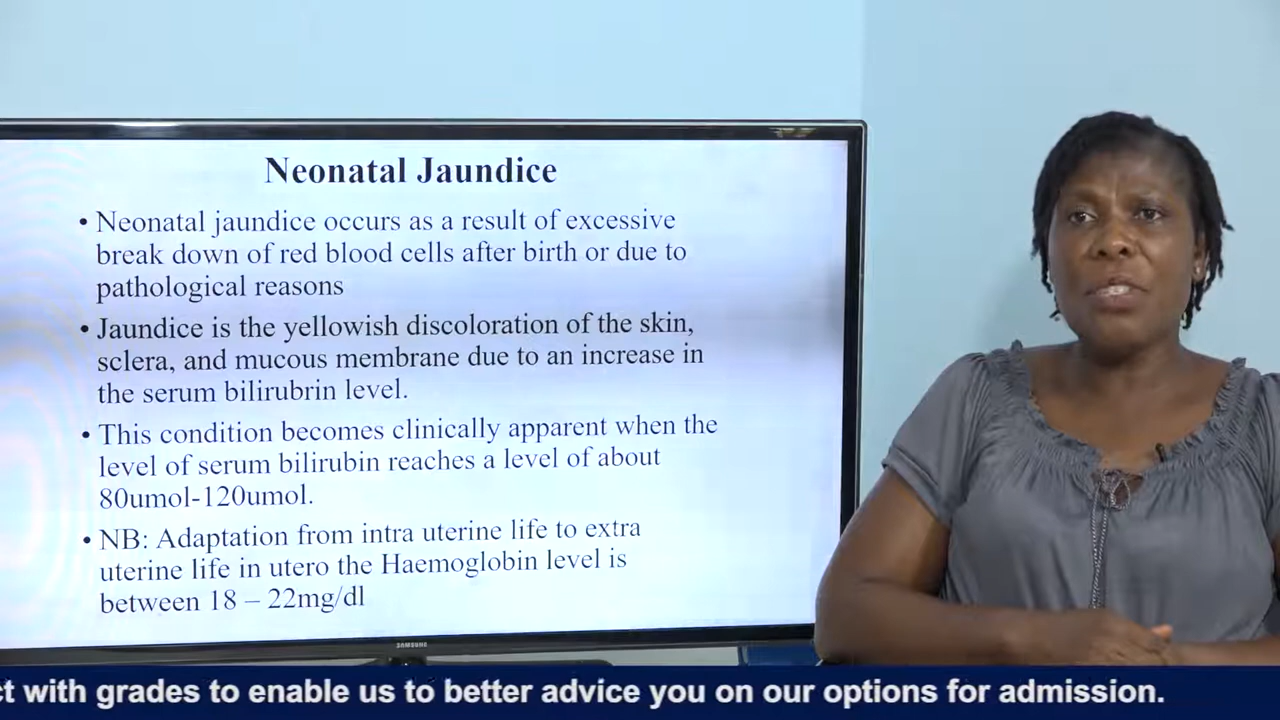 Neonatal Jaundice
• Neonatal jaundice occurs as a result of excessive
break down of red blood cells after birth or due to
pathological reasons
• Jaundice is the yellowish discoloration of the skin,
sclera, and mucous membrane due to an increase in
the serum bilirubrin level.
• This condition becomes clinically apparent when the
level of serum bilirubin reaches a level of about
80umol-120umol.
• NB: Adaptation from intra uterine life to extra
uterine life in utero the Haemoglobin level is
between 18 – 22mg/dl
SAMSUNG
ct with grades to enable us to better advice you on our options for admission.